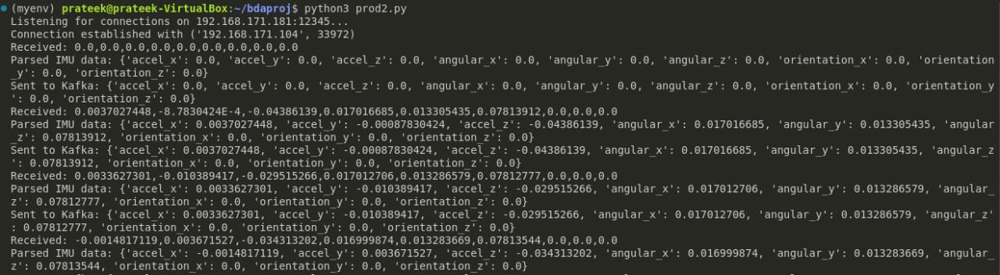 (myenv) prateek@prateek-VirtualBox:~/bdaproj$ python3 prod2.py
Listening for connections on 192.168.171.181:12345...
Connection established with ('192.168.171.104', 33972)
Received: 0.0,0.0,0.0,0.0,0.0,0.0,0.0,0.0,0.0
Parsed IMU data: {'accel_x': 0.0, 'accel_y': 0.0, 'accel_z': 0.0, 'angular_x': 0.0, 'angular_y': 0.0, 'angular_z': 0.0, 'orientation_x': 0.0, 'orientation
_y': 0.0, 'orientation_z': 0.0}
Sent to Kafka: {'accel_x': 0.0, 'accel_y': 0.0, 'accel_z': 0.0, 'angular_x': 0.0, 'angular_y': 0.0, 'angular_z': 0.0, 'orientation_x': 0.0, 'orientation_y
': 0.0, 'orientation_z': 0.0}
Received: 0.0037027448,-8.7830424E-4,-0.04386139,0.017016685,0.013305435,0.07813912,0.0,0.0,0.0
Parsed IMU data: {'accel_x': 0.0037027448, 'accel_y': -0.00087830424, 'accel_z': -0.04386139, 'angular_x': 0.017016685, 'angular_y': 0.013305435, 'angular
_z': 0.07813912, 'orientation_x': 0.0, 'orientation_y': 0.0, 'orientation_z': 0.0}
Sent to Kafka: {'accel_x': 0.0037027448, 'accel_y': -0.00087830424, 'accel_z': -0.04386139, 'angular_x': 0.017016685, 'angular_y': 0.013305435, 'angular_z
': 0.07813912, 'orientation_x': 0.0, 'orientation_y': 0.0, 'orientation_z': 0.0}
Received: 0.0033627301,-0.010389417,-0.029515266,0.017012706,0.013286579,0.07812777,0.0,0.0,0.0
Parsed IMU data: {'accel_x': 0.0033627301, 'accel_y': -0.010389417, 'accel_z': -0.029515266, 'angular_x': 0.017012706, 'angular_y': 0.013286579, 'angular_
z': 0.07812777, 'orientation_x': 0.0, 'orientation_y': 0.0, 'orientation_z': 0.0}
Sent to Kafka: {'accel_x': 0.0033627301, 'accel_y': -0.010389417, 'accel_z': -0.029515266, 'angular_x': 0.017012706, 'angular_y': 0.013286579, 'angular_z'
: 0.07812777, 'orientation_x': 0.0, 'orientation_y': 0.0, 'orientation_z': 0.0}
Received: -0.0014817119,0.003671527,-0.034313202,0.016999874,0.013283669,0.07813544,0.0,0.0,0.0
Parsed IMU data: {'accel_x': -0.0014817119, 'accel_y': 0.003671527, 'accel_z': -0.034313202, 'angular_x': 0.016999874, 'angular_y': 0.013283669, 'angular_
z': 0.07813544, 'orientation_x': 0.0, 'orientation_y': 0.0, 'orientation_z': 0.0}